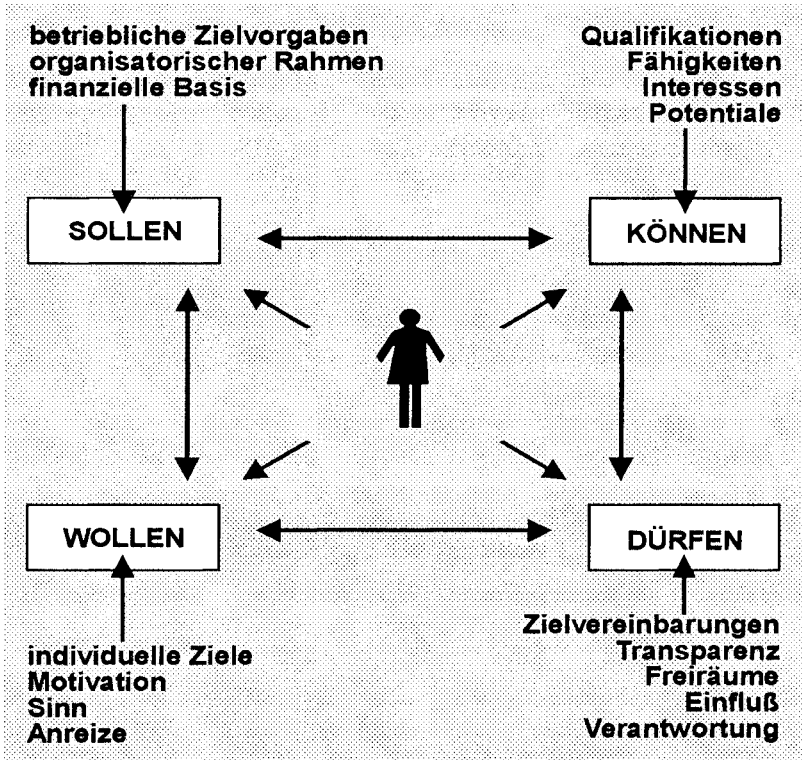 betriebliche Zielvorgaben
organisatorischer Rahmen
finanzielle Basis
Qualifikationen
Fähigkeiten
Interessen
Potentiale
SOLLEN
KÖNNEN
WOLLEN
DÜRFEN
individuelle Ziele
Motivation
Sinn
Anreize
Zielvereinbarungen
Transparenz
Freiräume
Einfluß
Verantwortung